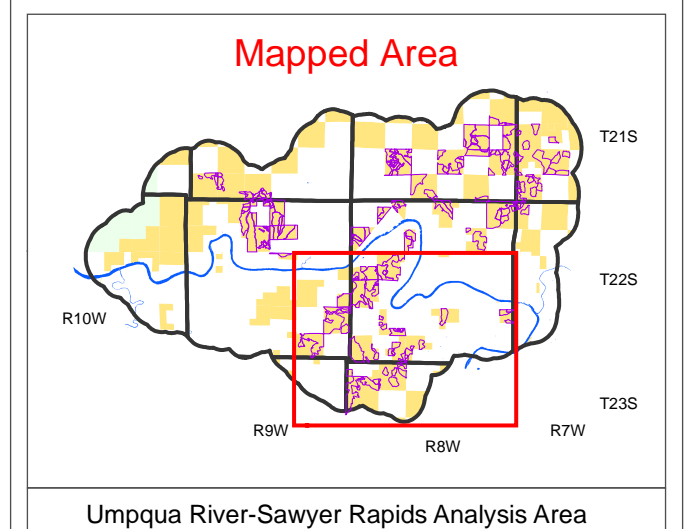 Mapped Area
T21S
T22S
R10W
T23S
R9W
R7W
R8W
Umpqua River-Sawyer Rapids Analysis Area